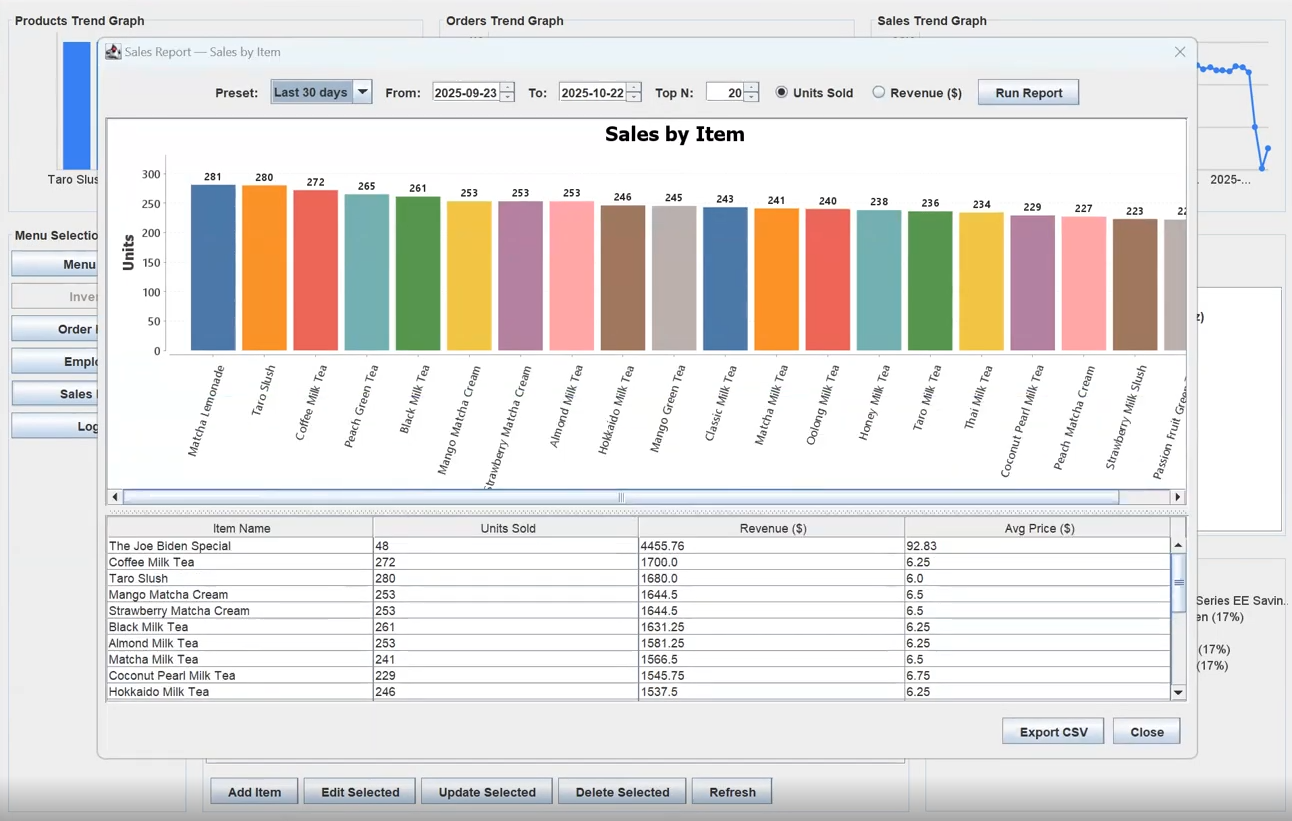 Products Trend Graph Orders Trend Graph Sales Trend Graph
Sales Report — Sales by Item
Preset: Last 30 days From: 2025-09-23 To: 2025-10-22 Top N: 20 Units Sold Revenue ($) Run Report
Sales by Item
Units
300
250
200
150
100
50
0
281 280 272 265 261 253 253 253 246 245 243 241 240 238 236 234 229 227 223 22
Matcha Lemonade
Taro Slush
Coffee Milk Tea
Peach Green Tea
Black Milk Tea
Mango Matcha Cream
Strawberry Matcha Cream
Almond Milk Tea
Hokkaido Milk Tea
Mango Green Tea
Classic Milk Tea
Matcha Milk Tea
Oolong Milk Tea
Honey Milk Tea
Taro Milk Tea
Thai Milk Tea
Coconut Pearl Milk Tea
Peach Matcha Cream
Strawberry Milk Slush
Passion Fruit Green
Item Name Units Sold Revenue ($) Avg Price ($)
The Joe Biden Special 48 4455.76 92.83
Coffee Milk Tea 272 1700.0 6.25
Taro Slush 280 1680.0 6.0
Mango Matcha Cream 253 1644.5 6.5
Strawberry Matcha Cream 253 1644.5 6.5
Black Milk Tea 261 1631.25 6.25
Almond Milk Tea 253 1581.25 6.25
Matcha Milk Tea 241 1566.5 6.5
Coconut Pearl Milk Tea 229 1545.75 6.75
Hokkaido Milk Tea 246 1537.5 6.25
Export CSV Close
Taro Slus
2025-...
Menu Selectio
Menu
Inve
Order
Emplo
Sales
Log
z)
Series EE Savin..
en (17%)
(17%)
(17%)
Add Item Edit Selected Update Selected Delete Selected Refresh